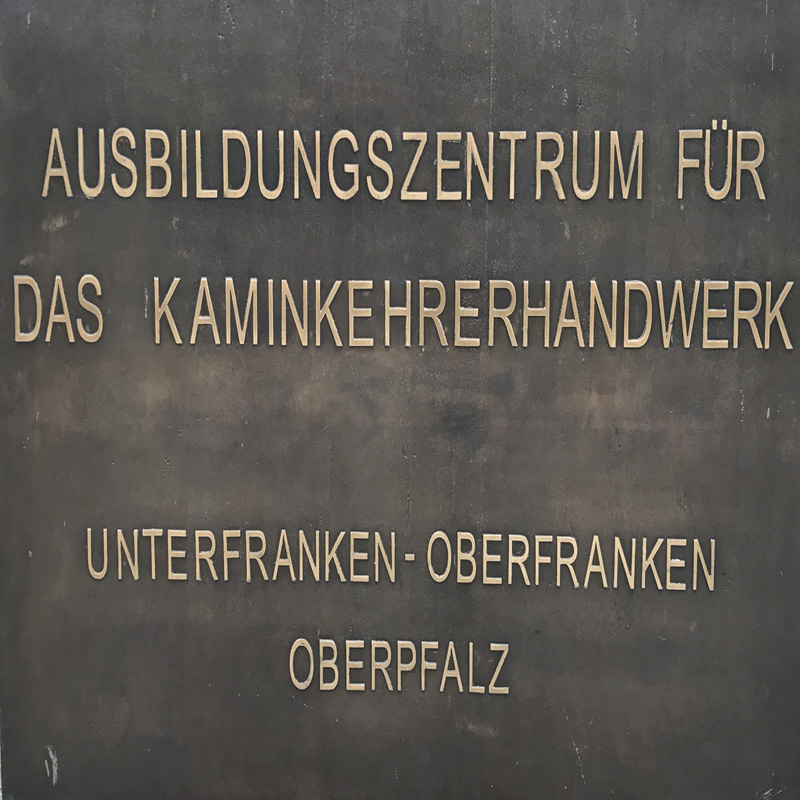 AUSBILDUNGSZENTRUM FÜR
DAS KAMINKEHRERHANDWERK
UNTERFRANKEN-OBERFRANKEN
OBERPFALZ